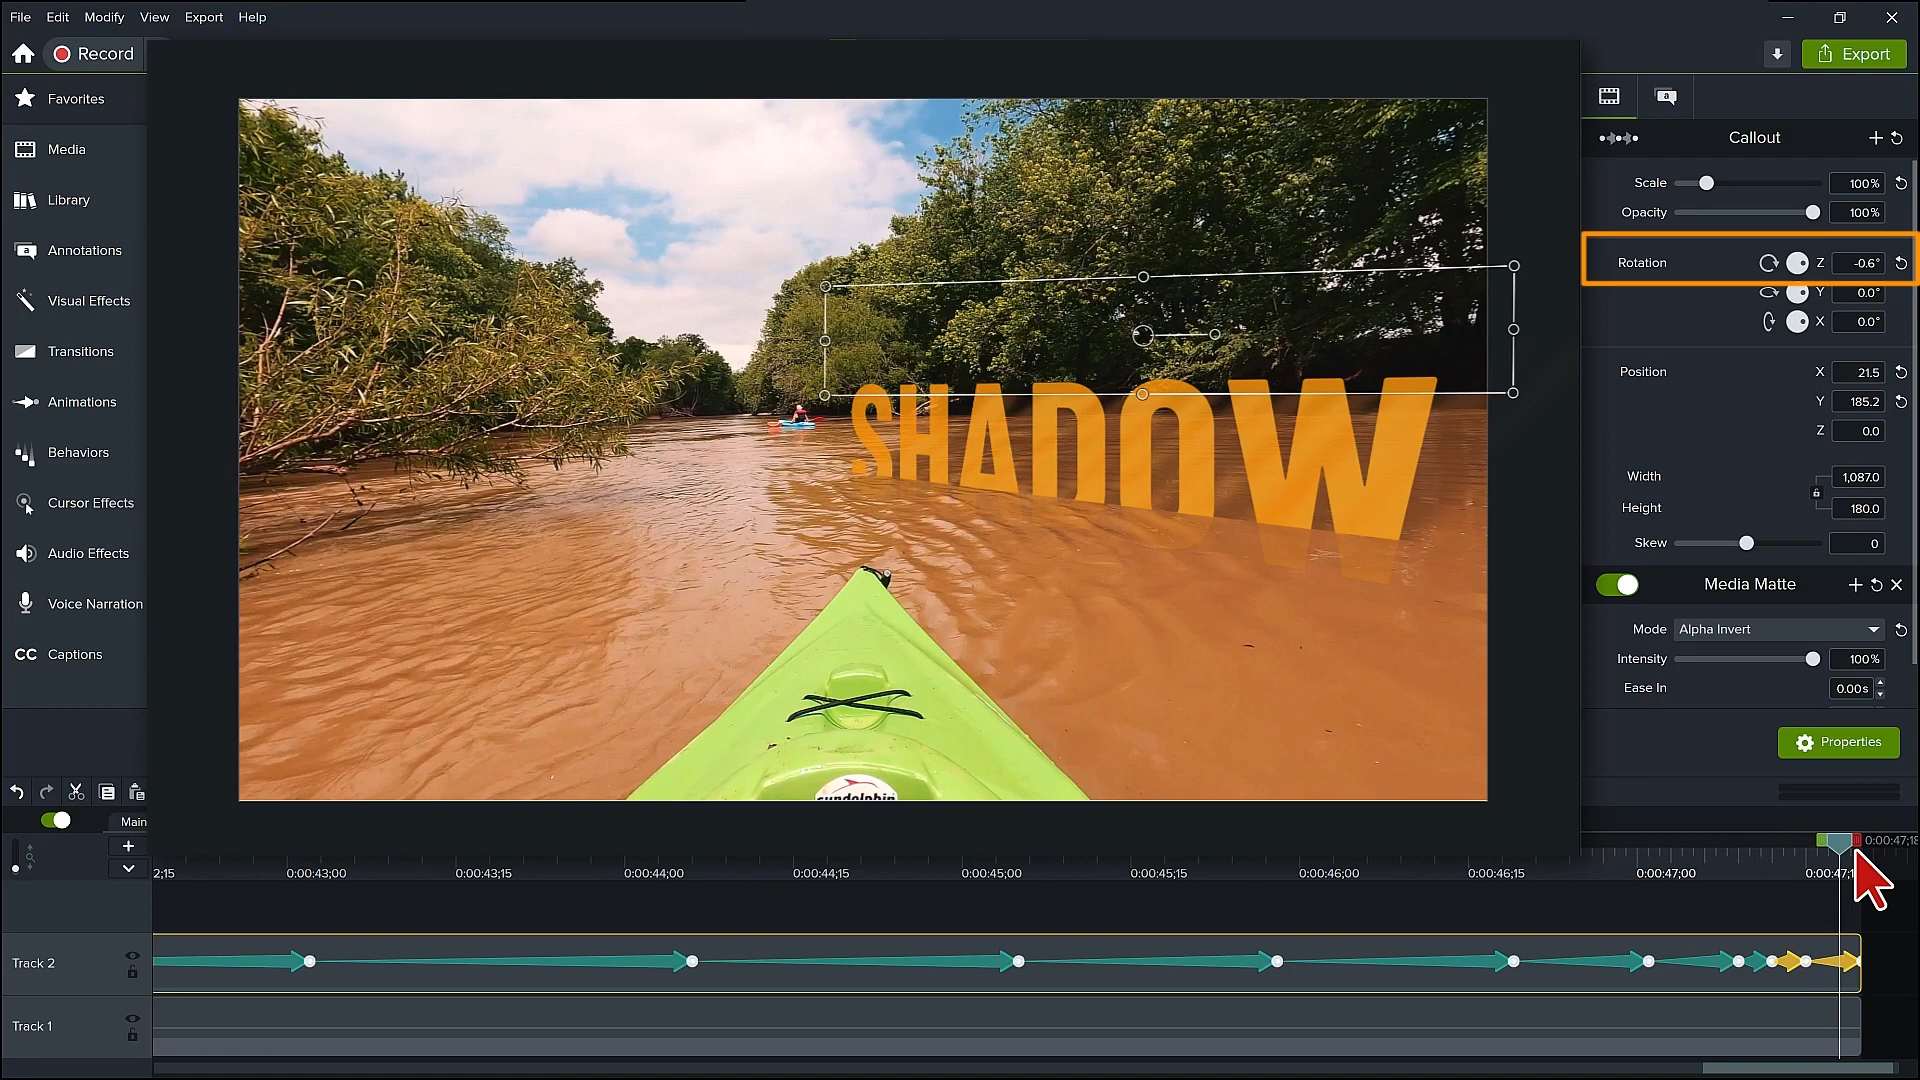 File Edit Modify View Export Help
Record
Export
Favorites
Media
Library
Annotations
Visual Effects
Transitions
Animations
Behaviors
Cursor Effects
Audio Effects
Voice Narration
CC Captions
SHADOW
sundolphin
a
Callout
Scale 100%
Opacity 100%
Rotation Z -0.6°
Y 0.0°
X 0.0°
Position X 21.5
Y 185.2
Z 0.0
Width 1,087.0
Height 180.0
Skew 0
Media Matte
Mode Alpha Invert
Intensity 100%
Ease In 0.00s
Properties
Main
0:00:47;18
2;15 0:00:43;00 0:00:43;15 0:00:44;00 0:00:44;15 0:00:45;00 0:00:45;15 0:00:46;00 0:00:46;15 0:00:47;00
Track 2
Track 1